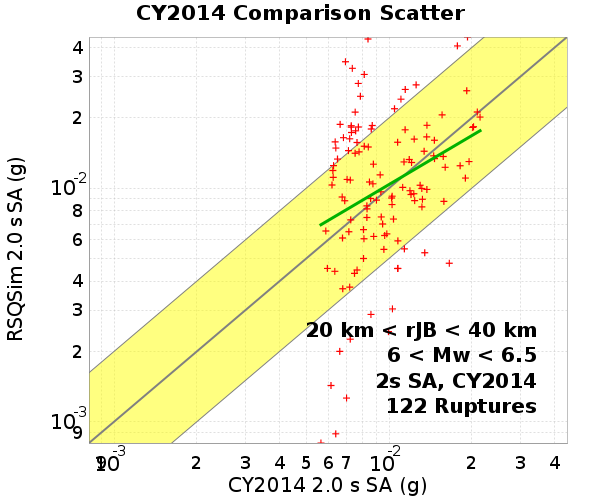 CY2014 Comparison Scatter
RSQSim 2.0 s SA (g)
4
3
2
10^-2
8
6
4
3
2
10^-3
9
20 km < rJB < 40 km
6 < Mw < 6.5
2s SA, CY2014
122 Ruptures
9 10^-3 2 3 4 5 6 7 10^-2 2 3 4
CY2014 2.0 s SA (g)